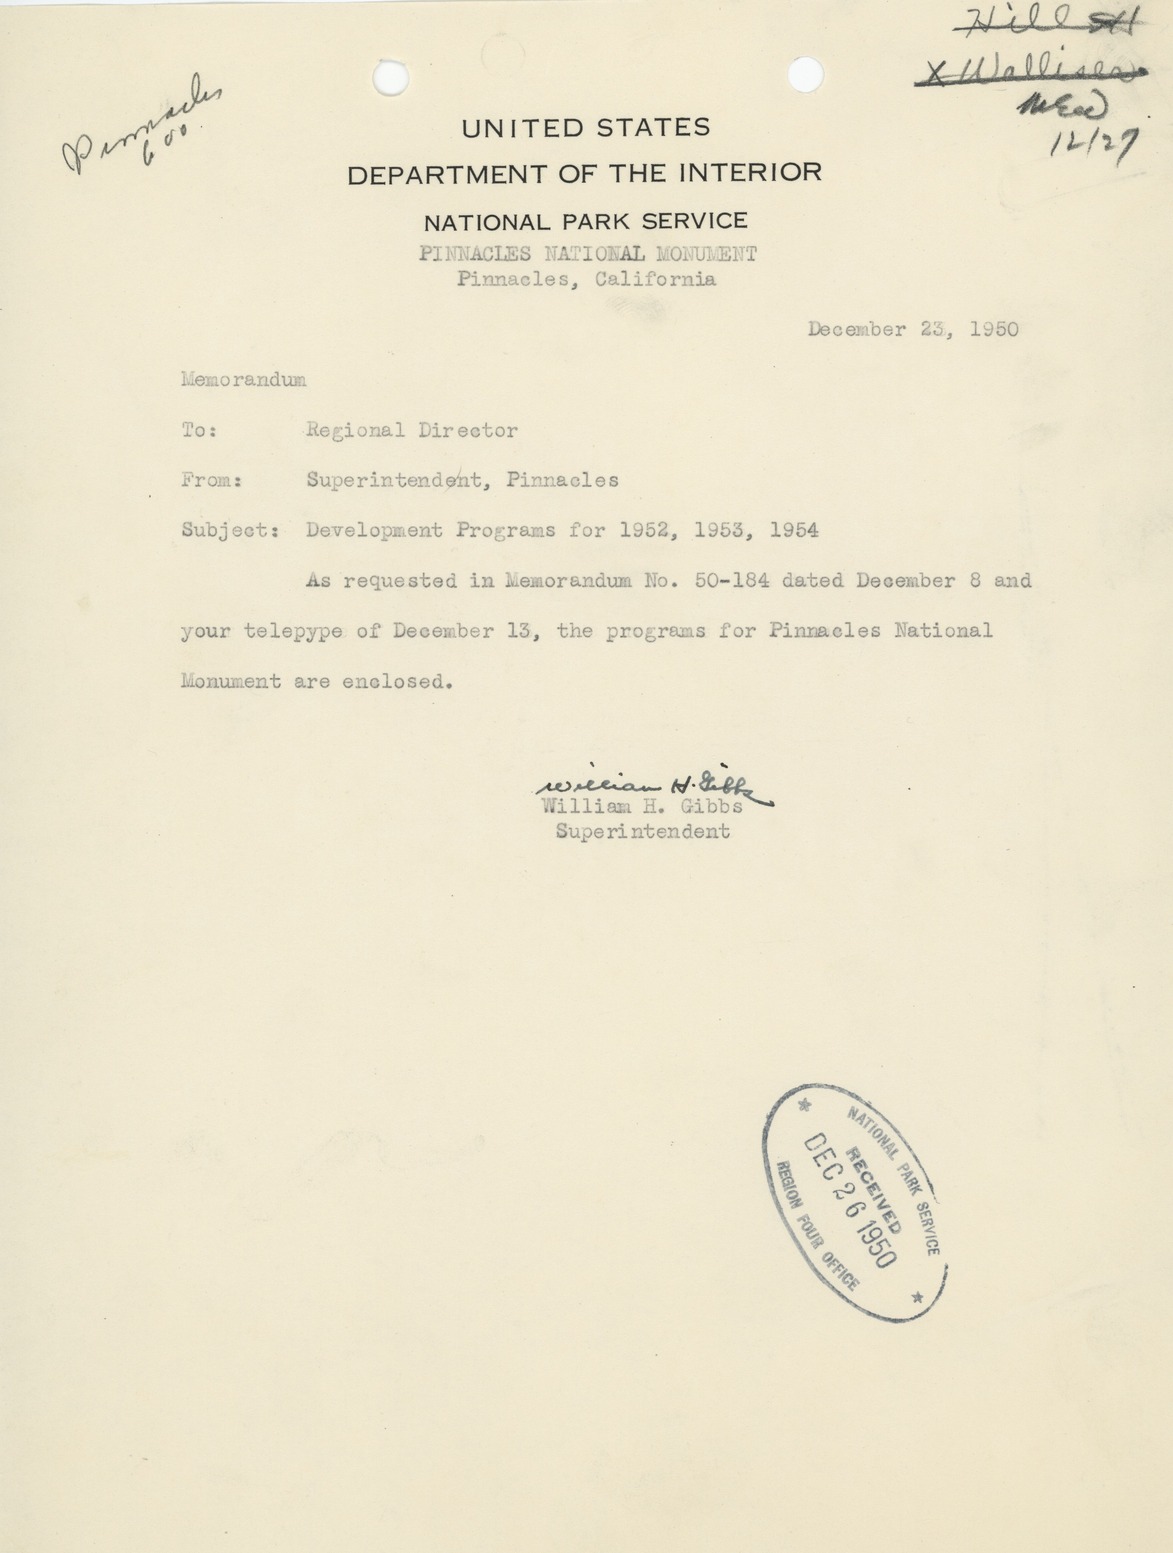 Hill
X Wallisea
12/27
Pinnacles
600.
UNITED STATES
DEPARTMENT OF THE INTERIOR
NATIONAL PARK SERVICE
PINNACLES NATIONAL MONUMENT
Pinnacles, California
December 23, 1950
Memorandum
To: Regional Director
From: Superintendent, Pinnacles
Subject: Development Programs for 1952, 1953, 1954
As requested in Memorandum No. 50-184 dated December 8 and
your telepype of December 13, the programs for Pinnacles National
Monument are enclosed.
William H. Gibbs
William H. Gibbs
Superintendent
NATIONAL PARK SERVICE
RECEIVED
DEC 26 1950
REGION FOUR OFFICE